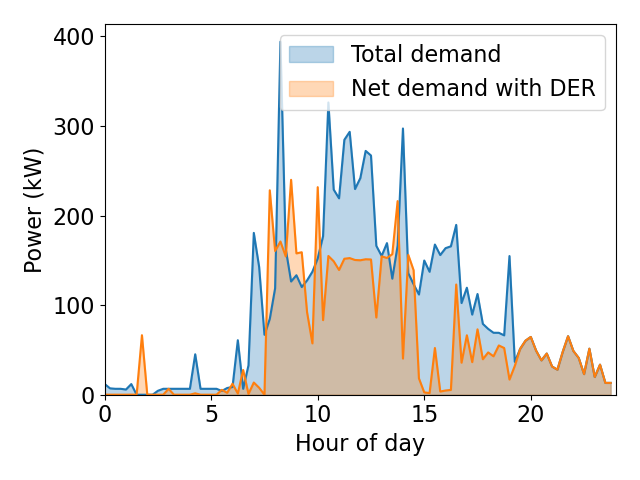 400
300
200
100
0
Power (kW)
Total demand
Net demand with DER
0 5 10 15 20
Hour of day